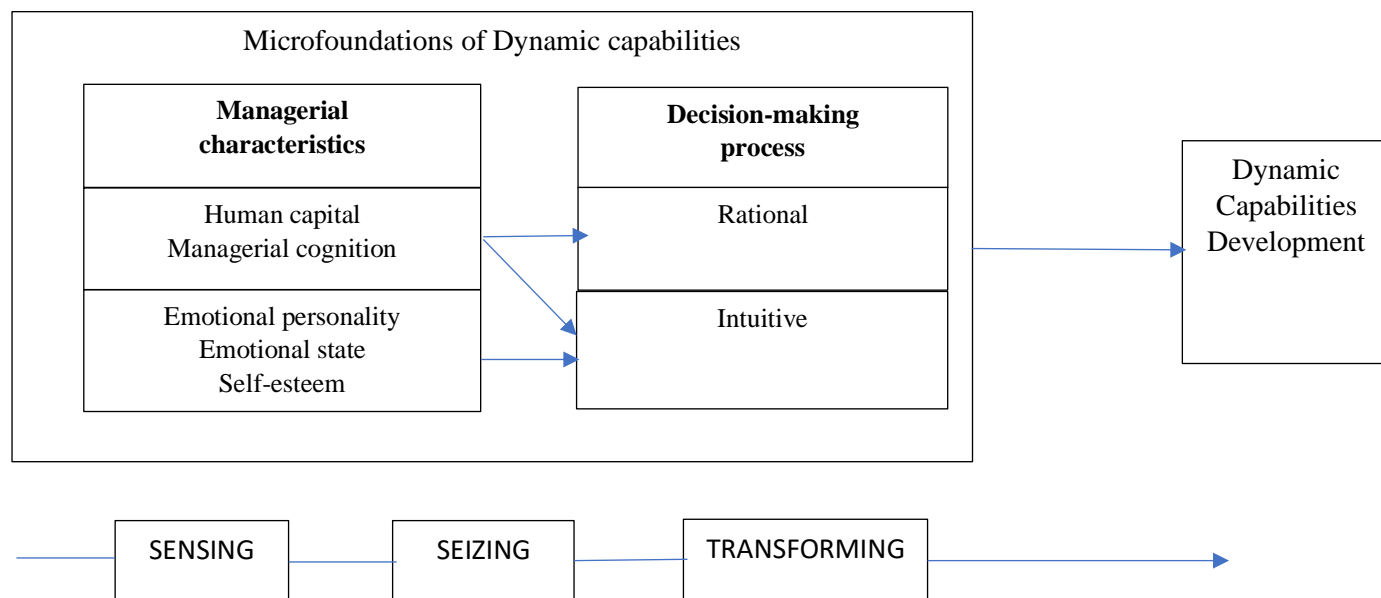 Microfoundations of Dynamic capabilities
Managerial
characteristics
Human capital
Managerial cognition
Emotional personality
Emotional state
Self-esteem
Decision-making
process
Rational
Intuitive
Dynamic
Capabilities
Development
SENSING
SEIZING
TRANSFORMING